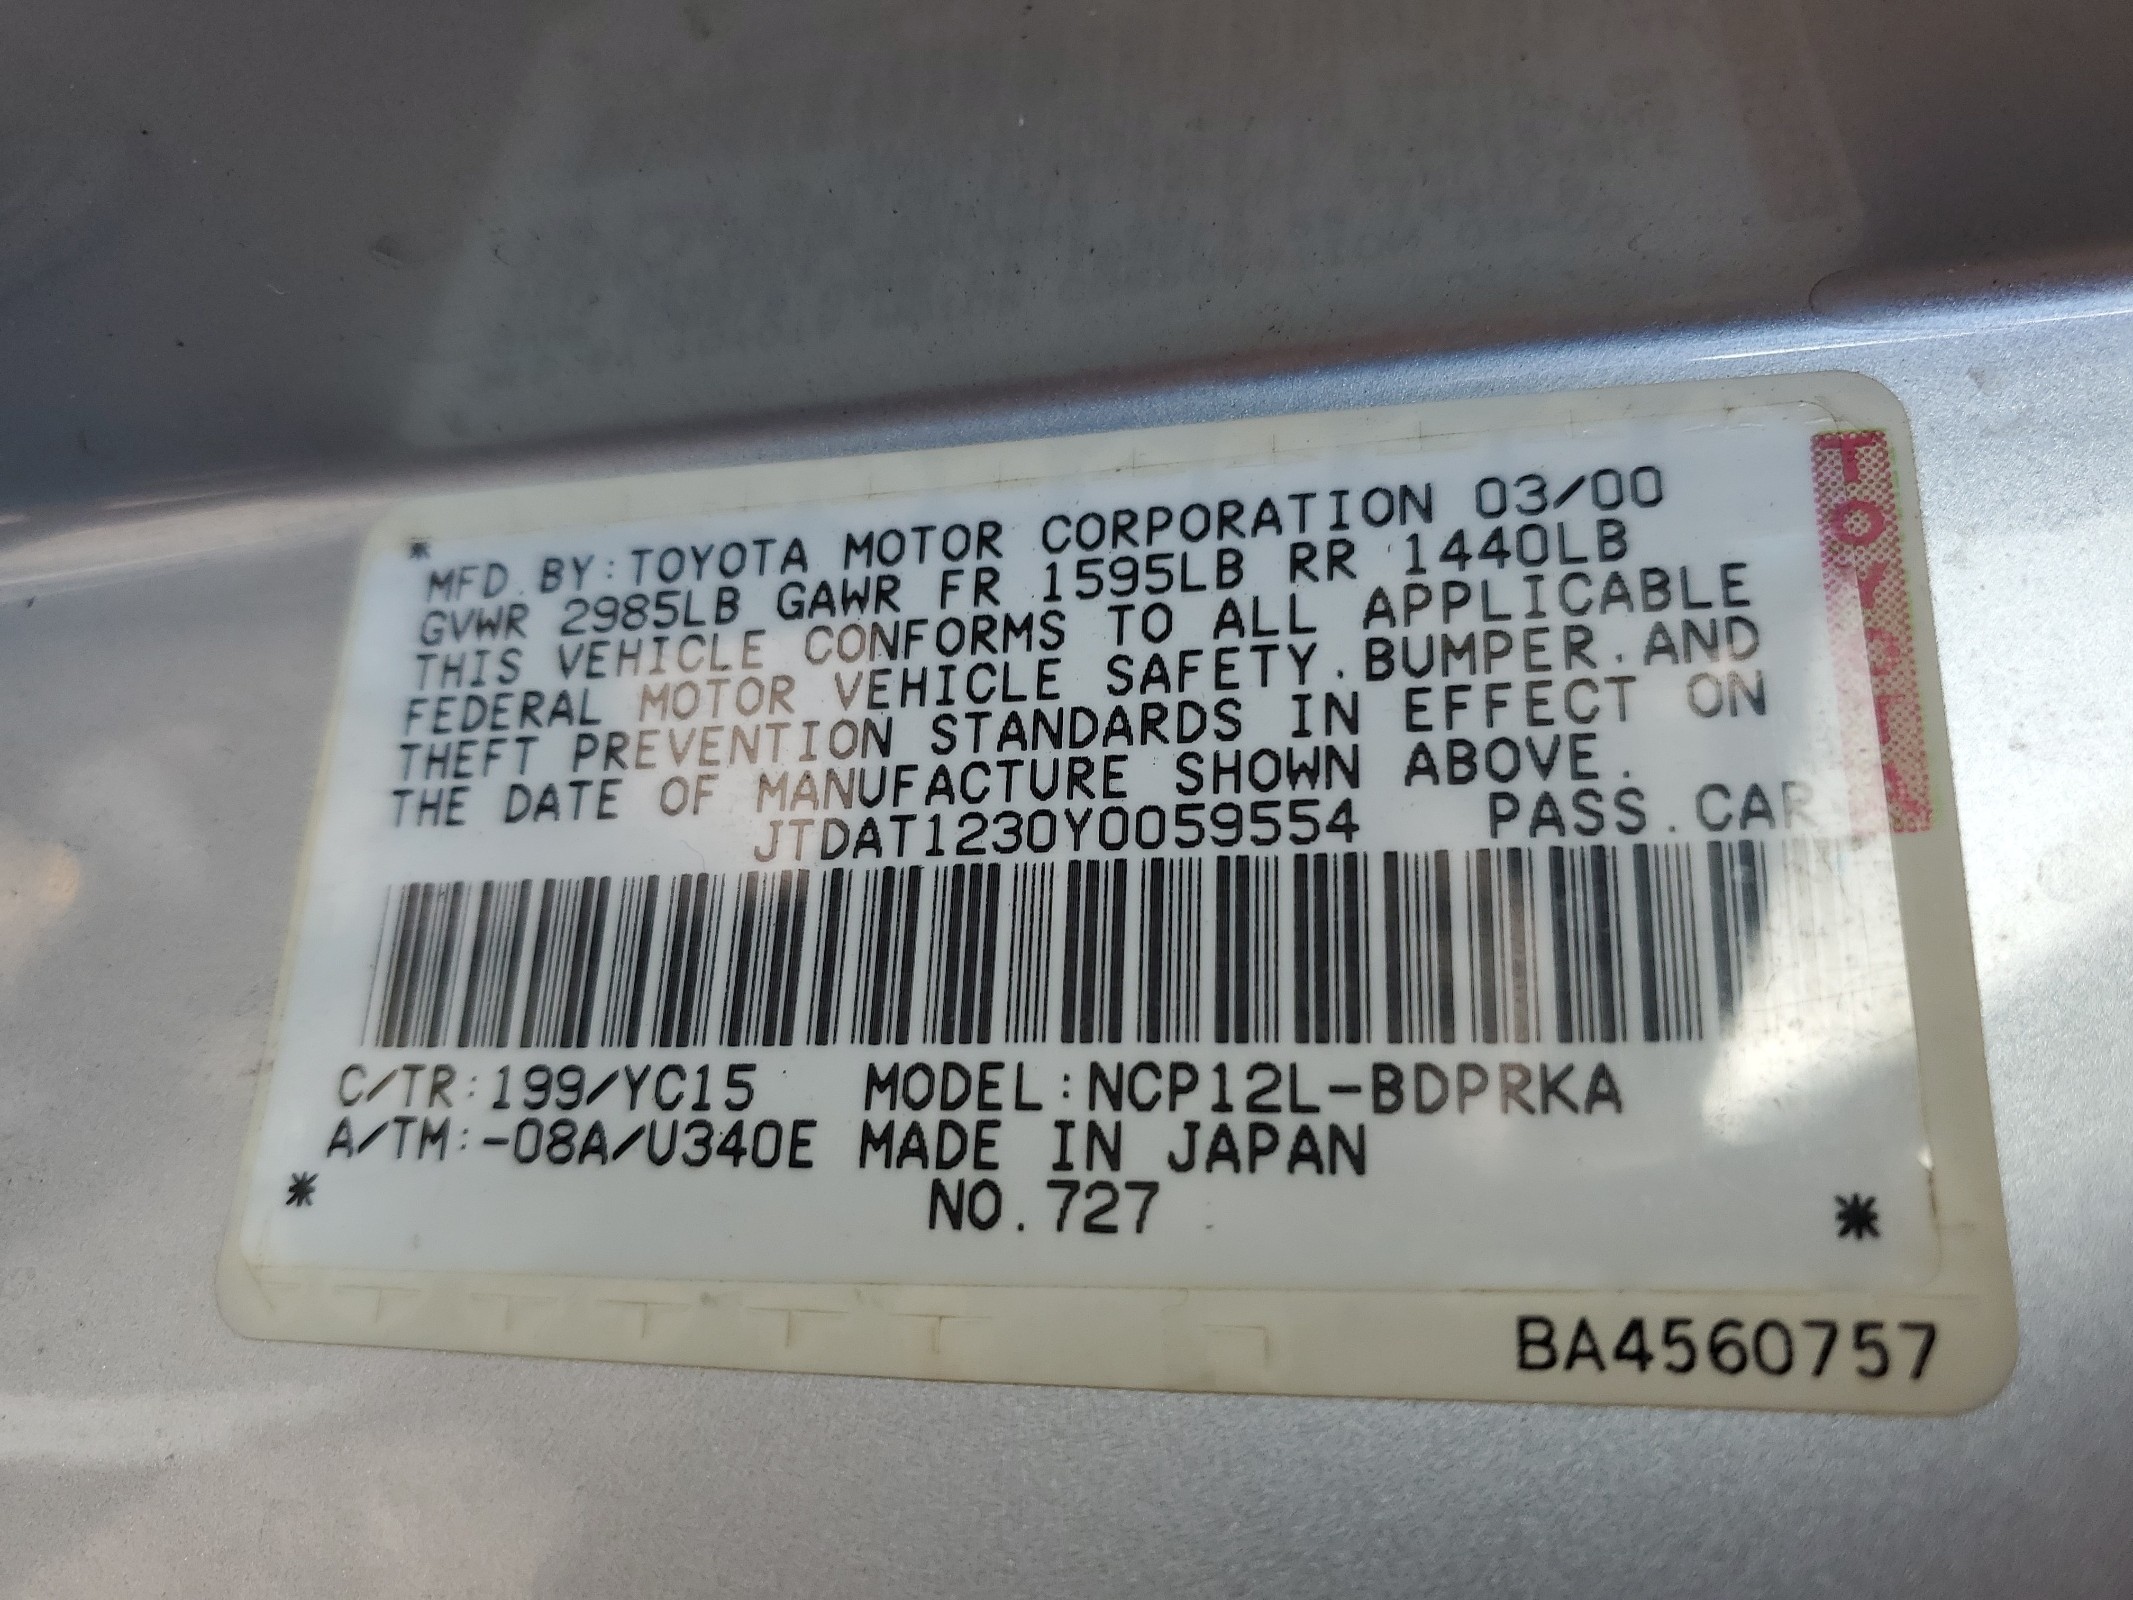 * MFD. BY:TOYOTA MOTOR CORPORATION 03/00
GVWR 2985LB GAWR FR 1595LB RR 1440LB
THIS VEHICLE CONFORMS TO ALL APPLICABLE
FEDERAL MOTOR VEHICLE SAFETY.BUMPER.AND
THEFT PREVENTION STANDARDS IN EFFECT ON
THE DATE OF MANUFACTURE SHOWN ABOVE.
JTDAT1230Y0059554 PASS.CAR
C/TR:199/YC15 MODEL:NCP12L-BDPRKA
A/TM:-08A/U340E MADE IN JAPAN
* NO.727 *
BA4560757
TOYOTA